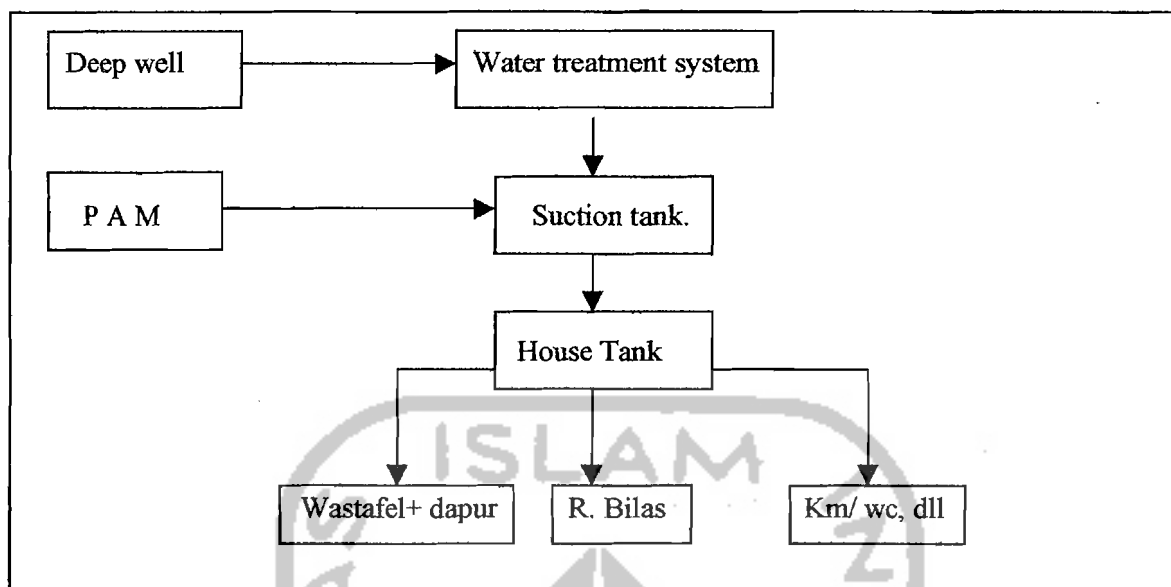 Deep well
Water treatment system
P A M
Suction tank.
House Tank
ISLAM
Wastafel+ dapur
R. Bilas
Km/ wc, dll